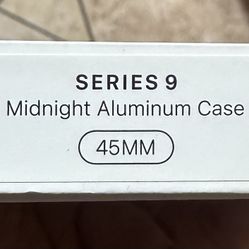 SERIES 9
Midnight Aluminum Case
45MM